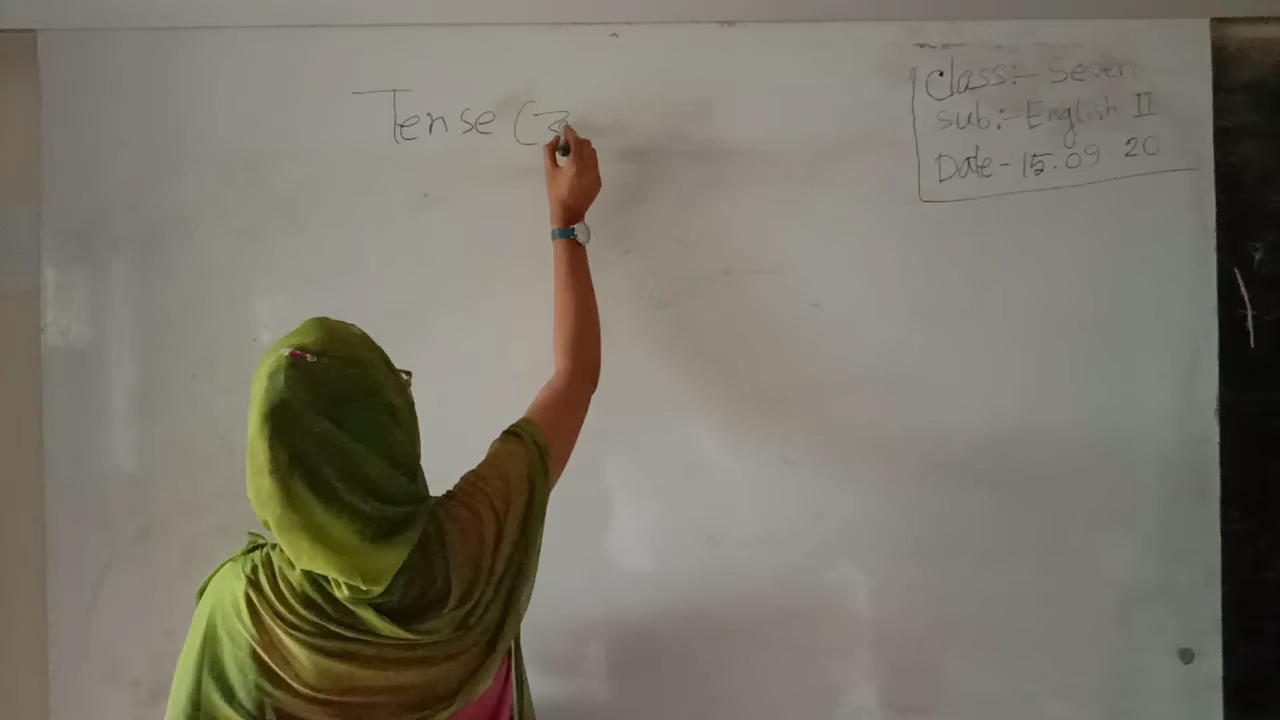 Tense (
Class:- Seven
Sub:- English II
Date - 15.09.20